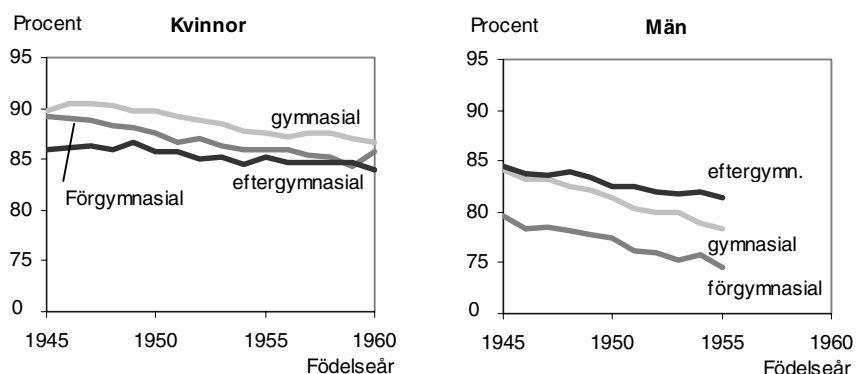 Procent
Kvinnor
95
90
85
80
75
0
gymnasial
eftergymnasial
Förgymnasial
1945
1950
1955
1960
Födelseår
Procent
Män
95
90
85
80
75
0
eftergymn.
gymnasial
förgymnasial
1945
1950
1955
1960
Födelseår